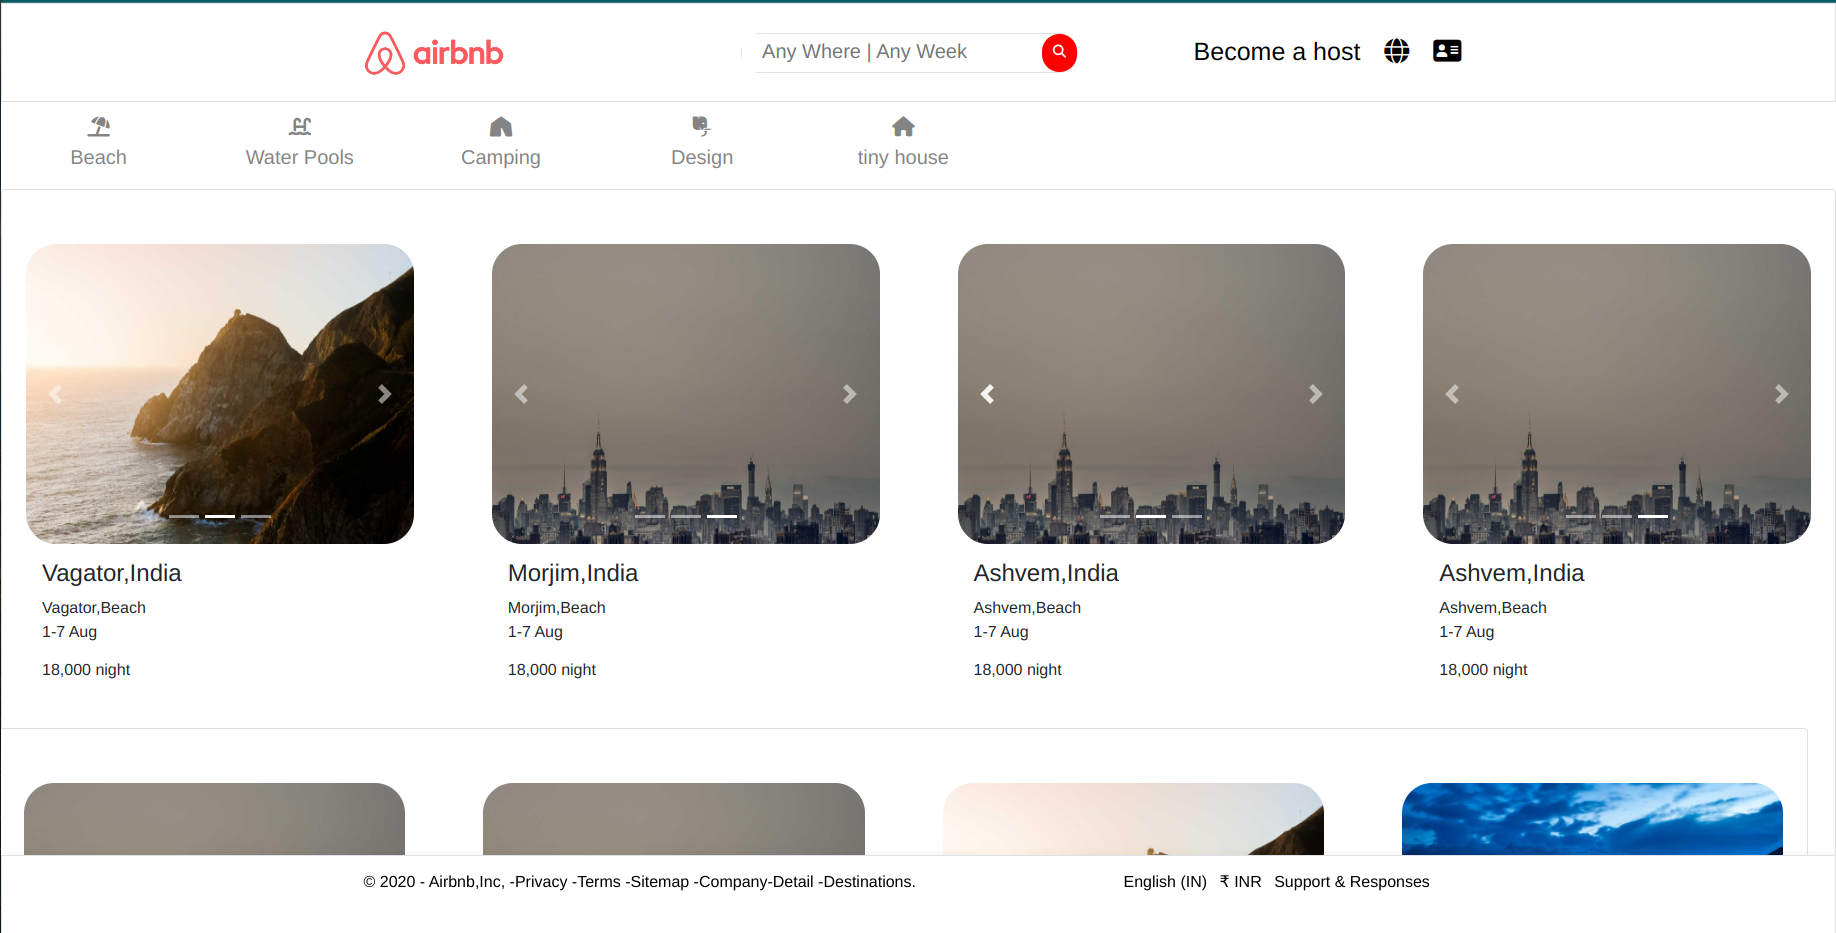 airbnb
Any Where | Any Week
Become a host
Beach
Water Pools
Camping
Design
tiny house
Vagator,India
Vagator,Beach
1-7 Aug
18,000 night
Morjim,India
Morjim,Beach
1-7 Aug
18,000 night
Ashvem,India
Ashvem,Beach
1-7 Aug
18,000 night
Ashvem,India
Ashvem,Beach
1-7 Aug
18,000 night
© 2020 - Airbnb,Inc, -Privacy -Terms -Sitemap -Company-Detail -Destinations.
English (IN) ₹ INR Support & Responses